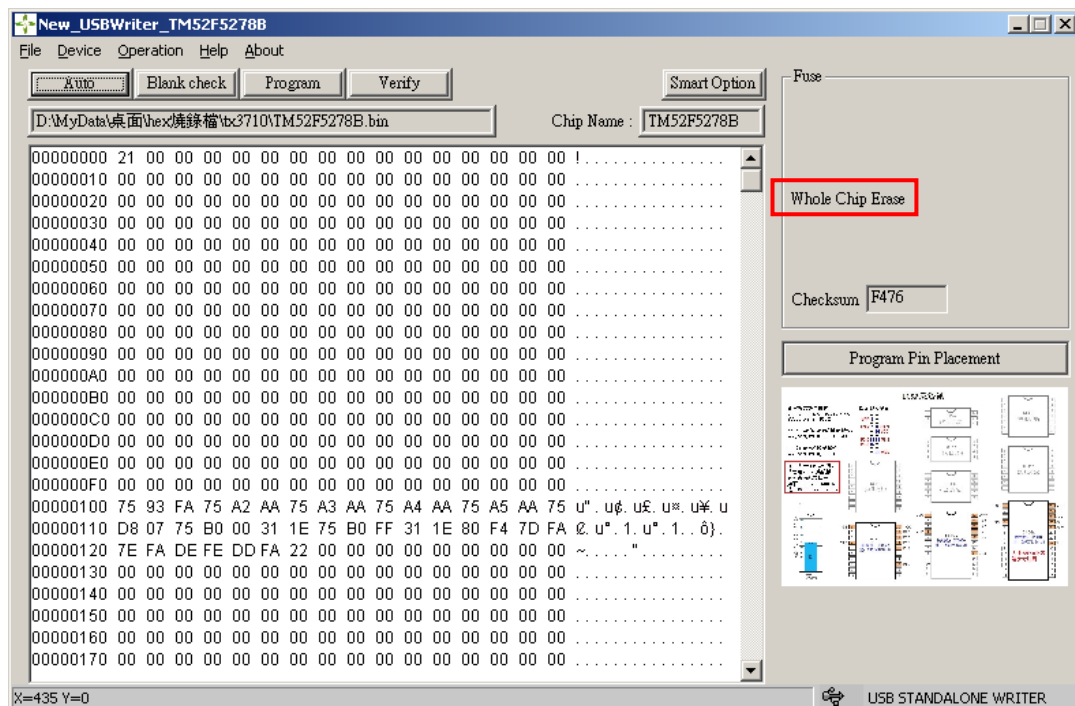 New_USBWriter_TM52F5278B
File Device Operation Help About
Auto Blank check Program Verify Smart Option
D:\MyData\桌面\hex燒錄檔\tx3710\TM52F5278B.bin Chip Name : TM52F5278B
Fuse
Whole Chip Erase
Checksum F476
Program Pin Placement
00000000 21 00 00 00 00 00 00 00 00 00 00 00 00 00 00 00 !...............
00000010 00 00 00 00 00 00 00 00 00 00 00 00 00 00 00 00 ................
00000020 00 00 00 00 00 00 00 00 00 00 00 00 00 00 00 00 ................
00000030 00 00 00 00 00 00 00 00 00 00 00 00 00 00 00 00 ................
00000040 00 00 00 00 00 00 00 00 00 00 00 00 00 00 00 00 ................
00000050 00 00 00 00 00 00 00 00 00 00 00 00 00 00 00 00 ................
00000060 00 00 00 00 00 00 00 00 00 00 00 00 00 00 00 00 ................
00000070 00 00 00 00 00 00 00 00 00 00 00 00 00 00 00 00 ................
00000080 00 00 00 00 00 00 00 00 00 00 00 00 00 00 00 00 ................
00000090 00 00 00 00 00 00 00 00 00 00 00 00 00 00 00 00 ................
000000A0 00 00 00 00 00 00 00 00 00 00 00 00 00 00 00 00 ................
000000B0 00 00 00 00 00 00 00 00 00 00 00 00 00 00 00 00 ................
000000C0 00 00 00 00 00 00 00 00 00 00 00 00 00 00 00 00 ................
000000D0 00 00 00 00 00 00 00 00 00 00 00 00 00 00 00 00 ................
000000E0 00 00 00 00 00 00 00 00 00 00 00 00 00 00 00 00 ................
000000F0 00 00 00 00 00 00 00 00 00 00 00 00 00 00 00 00 ................
00000100 75 93 FA 75 A2 AA 75 A3 AA 75 A4 AA 75 A5 AA 75 u".u¢.u£.u¤.u¥.u
00000110 D8 07 75 B0 00 31 1E 75 B0 FF 31 1E 80 F4 7D FA Ø.u°.1.u°.1..ô}.
00000120 7E FA DE FE DD FA 22 00 00 00 00 00 00 00 00 00 ~.....".........
00000130 00 00 00 00 00 00 00 00 00 00 00 00 00 00 00 00 ................
00000140 00 00 00 00 00 00 00 00 00 00 00 00 00 00 00 00 ................
00000150 00 00 00 00 00 00 00 00 00 00 00 00 00 00 00 00 ................
00000160 00 00 00 00 00 00 00 00 00 00 00 00 00 00 00 00 ................
00000170 00 00 00 00 00 00 00 00 00 00 00 00 00 00 00 00 ................
X=435 Y=0 USB STANDALONE WRITER